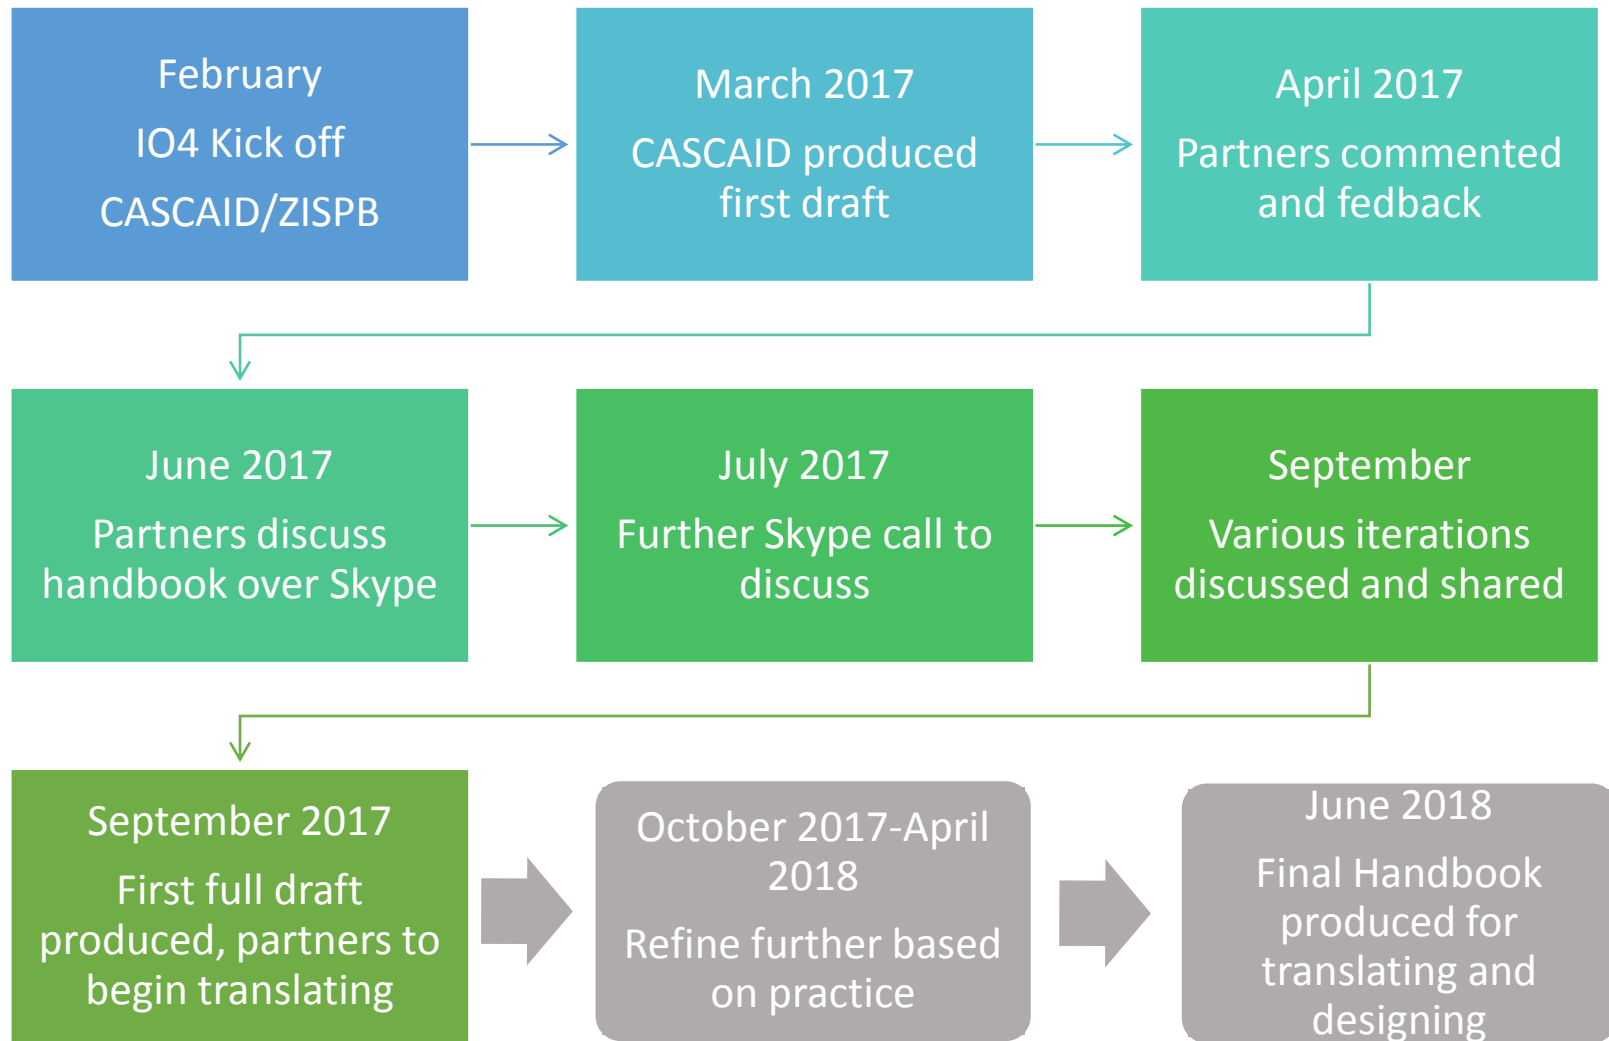 February
IO4 Kick off
CASCAID/ZISPB
March 2017
CASCAID produced
first draft
April 2017
Partners commented
and fedback
June 2017
Partners discuss
handbook over Skype
July 2017
Further Skype call to
discuss
September
Various iterations
discussed and shared
September 2017
First full draft
produced, partners to
begin translating
October 2017-April
2018
Refine further based
on practice
June 2018
Final Handbook
produced for
translating and
designing